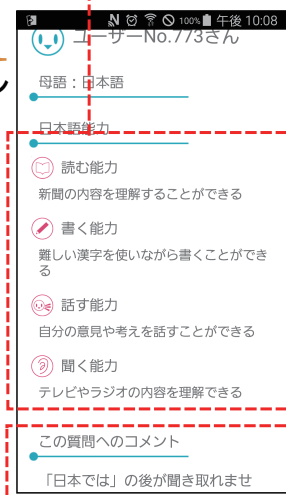 100% 午後 10:08
ユーザーNo.773さん
母語：日本語
日本語能力
読む能力
新聞の内容を理解することができる
書く能力
難しい漢字を使いながら書くことができ
る
話す能力
自分の意見や考えを話すことができる
聞く能力
テレビやラジオの内容を理解できる
この質問へのコメント
「日本では」の後が聞き取れませ